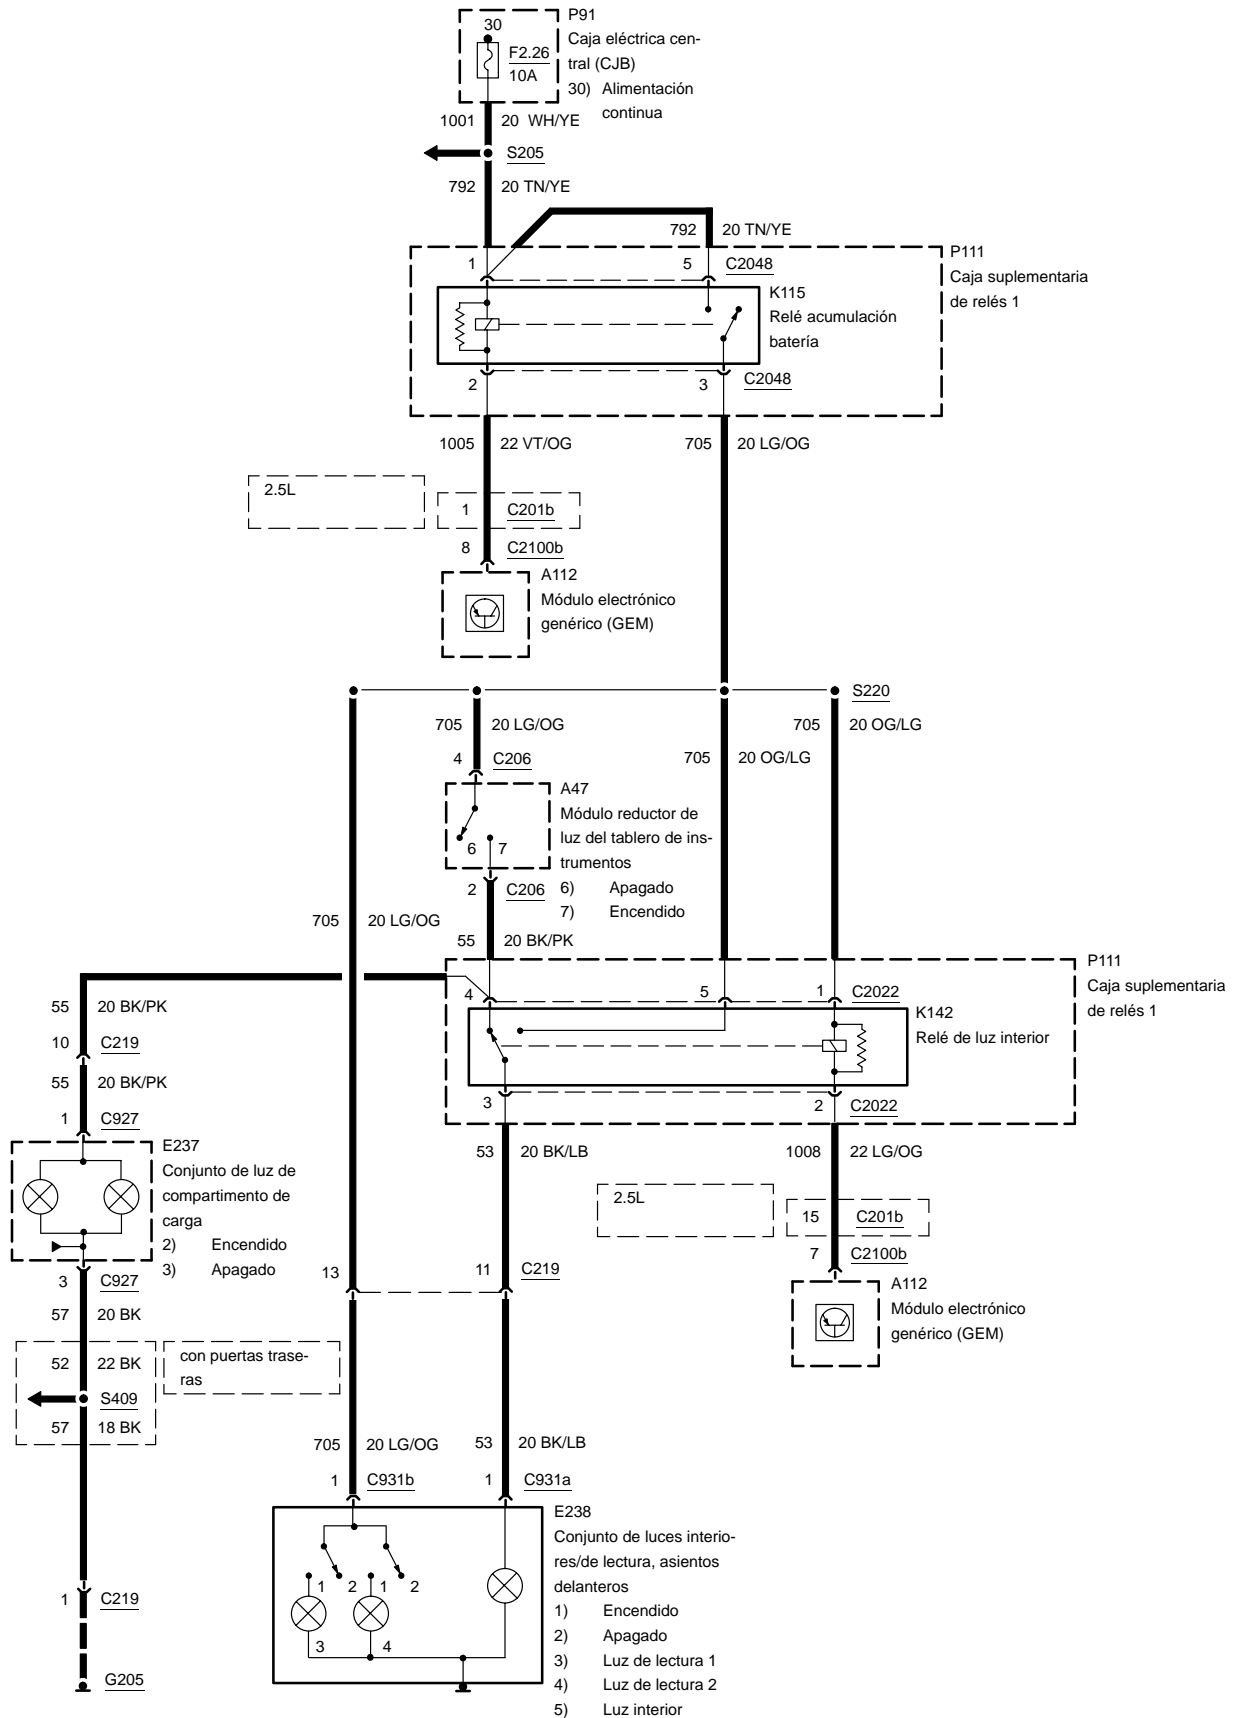 P91
30
Caja eléctrica cen-
tral (CJB)
F2.26
10A
30) Alimentación
continua
1001 20 WH/YE
S205
792 20 TN/YE
792 20 TN/YE
P111
Caja suplementaria
de relés 1
1 5 C2048
K115
Relé acumulación
batería
2 3 C2048
1005 22 VT/OG
705 20 LG/OG
2.5L
1 C201b
8 C2100b
A112
Módulo electrónico
genérico (GEM)
S220
705 20 LG/OG
705 20 OG/LG
705 20 OG/LG
4 C206
A47
Módulo reductor de
luz del tablero de ins-
trumentos
6 7
6) Apagado
7) Encendido
2 C206
705 20 LG/OG
55 20 BK/PK
P111
Caja suplementaria
de relés 1
4 5 1 C2022
K142
Relé de luz interior
3 2 C2022
55 20 BK/PK
10 C219
55 20 BK/PK
1 C927
E237
Conjunto de luz de
compartimento de
carga
2) Encendido
3) Apagado
3 C927
57 20 BK
53 20 BK/LB
1008 22 LG/OG
2.5L
15 C201b
7 C2100b
A112
Módulo electrónico
genérico (GEM)
13 11 C219
con puertas trase-
ras
52 22 BK
S409
57 18 BK
705 20 LG/OG
53 20 BK/LB
1 C931b
1 C931a
E238
Conjunto de luces interio-
res/de lectura, asientos
delanteros
1) Encendido
2) Apagado
3) Luz de lectura 1
4) Luz de lectura 2
5) Luz interior
1 2 1 2
3 4
1 C219
G205